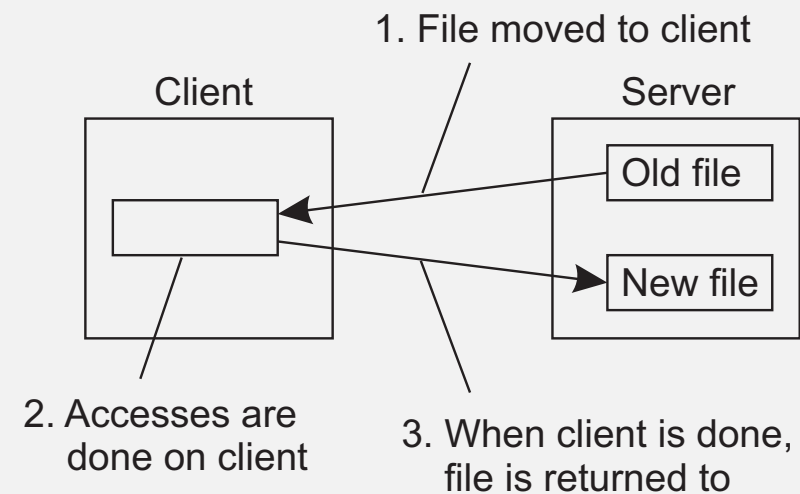 1. File moved to client
Client
Server
Old file
New file
2. Accesses are
done on client
3. When client is done,
file is returned to